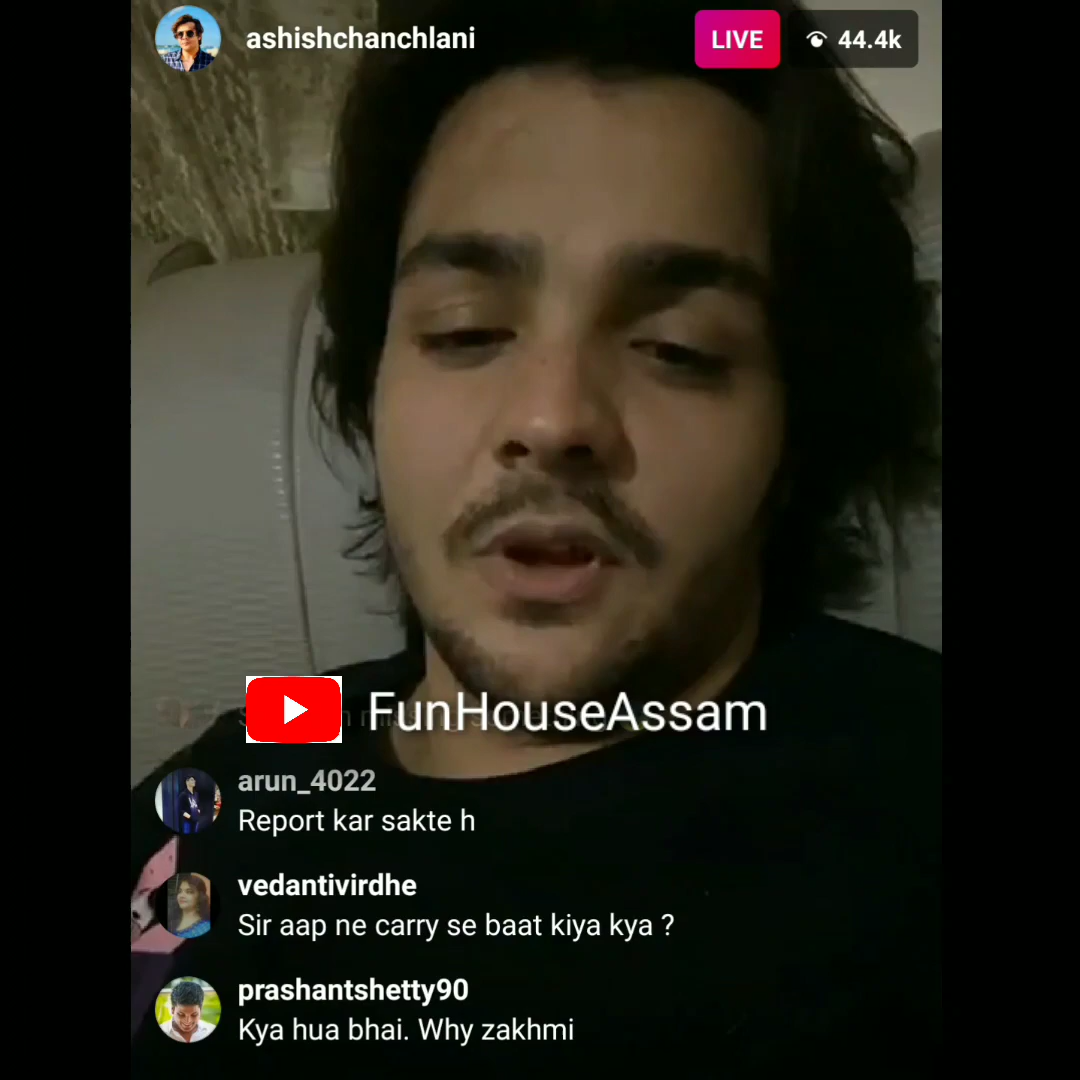 ashishchanchlani
LIVE
44.4k
FunHouseAssam
arun_4022
Report kar sakte h
vedantivirdhe
Sir aap ne carry se baat kiya kya ?
prashantshetty90
Kya hua bhai. Why zakhmi